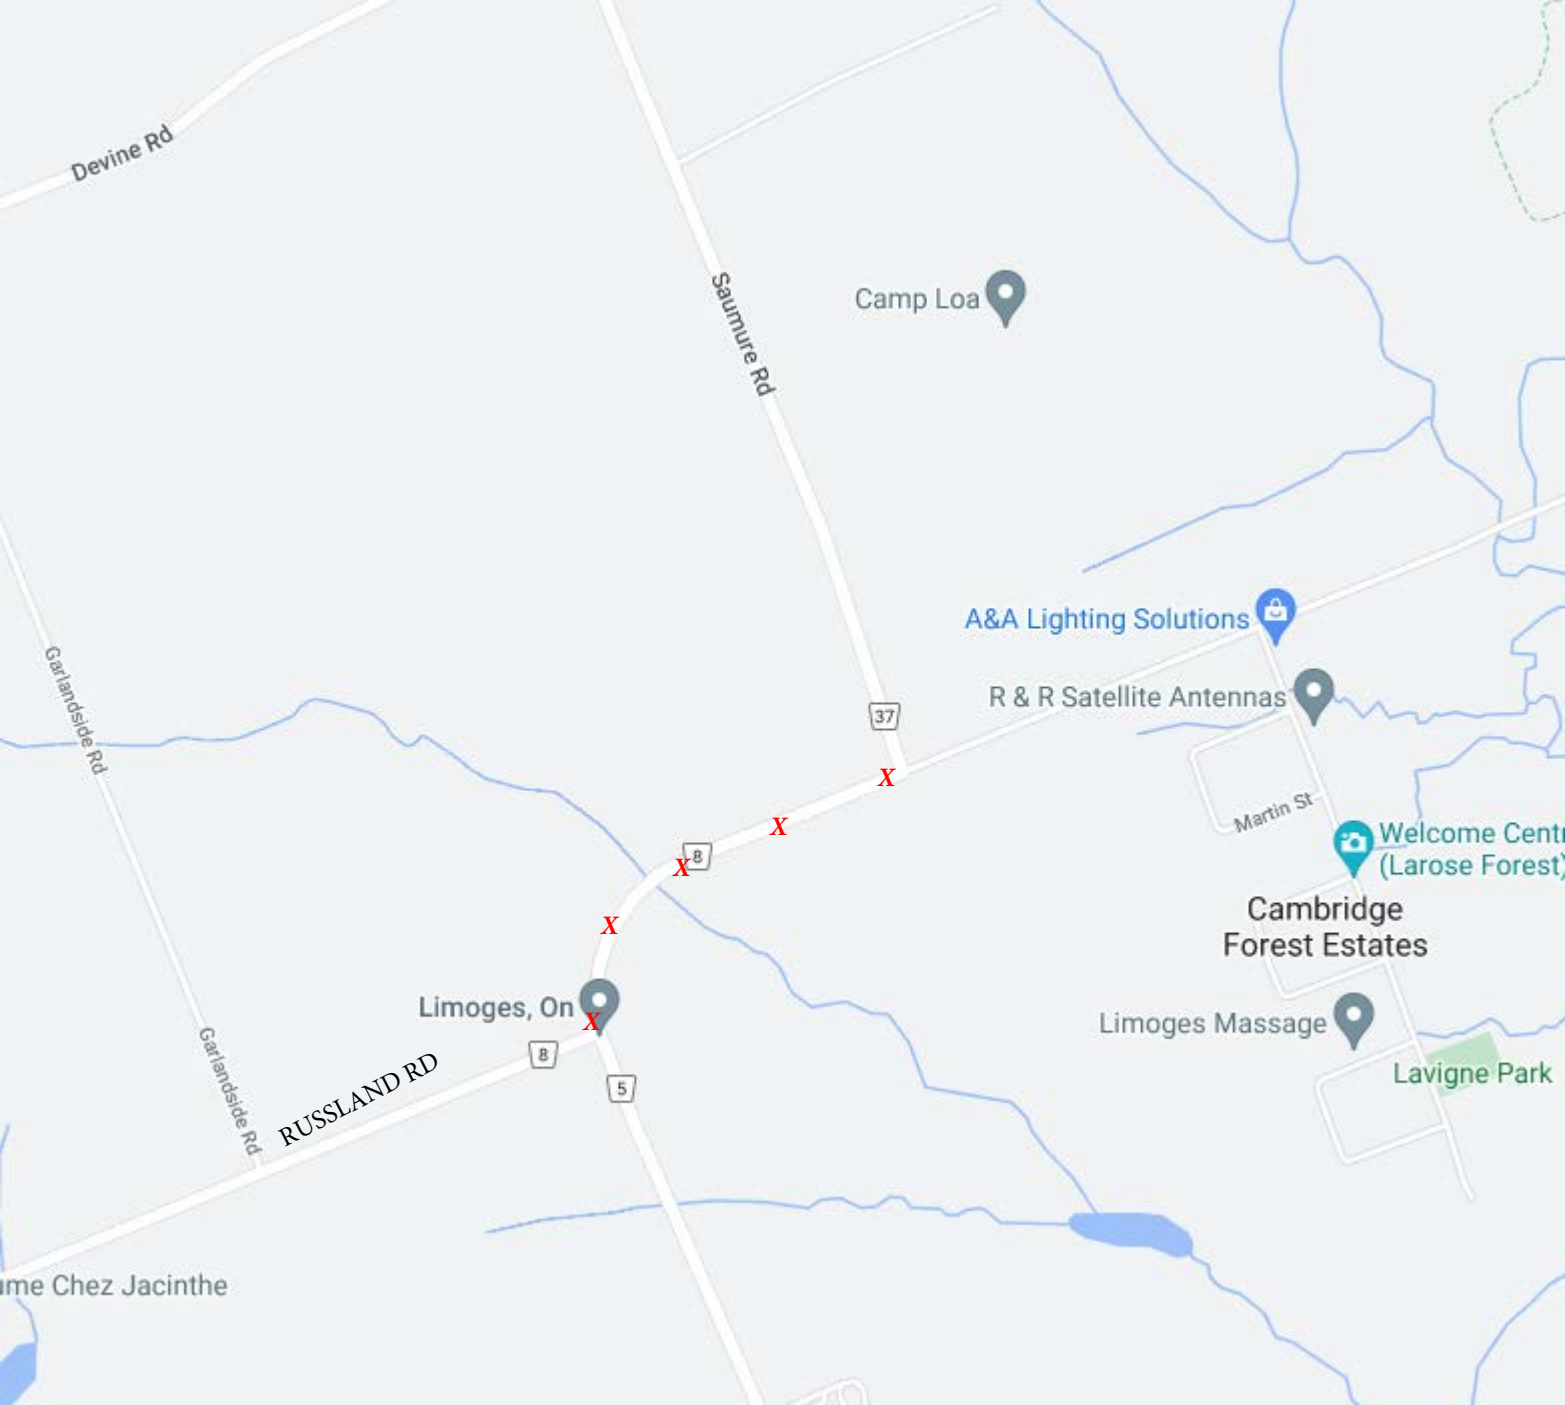 Devine Rd
Saumure Rd
Camp Loa
A&A Lighting Solutions
Garlandside Rd
R & R Satellite Antennas
37
X
Martin St
X
8
X
Welcome Centr
(Larose Forest)
X
Cambridge
Forest Estates
Limoges, On
X
Limoges Massage
8
Garlandside Rd
RUSSLAND RD
5
Lavigne Park
me Chez Jacinthe